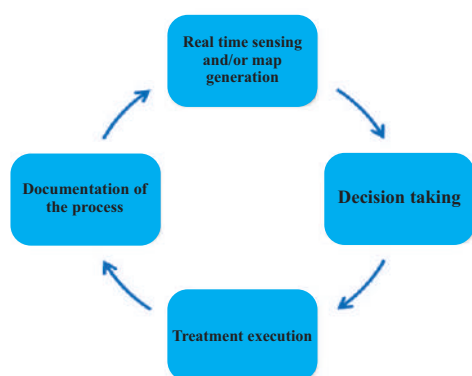 Real time sensing
and/or map
generation
Decision taking
Treatment execution
Documentation of
the process